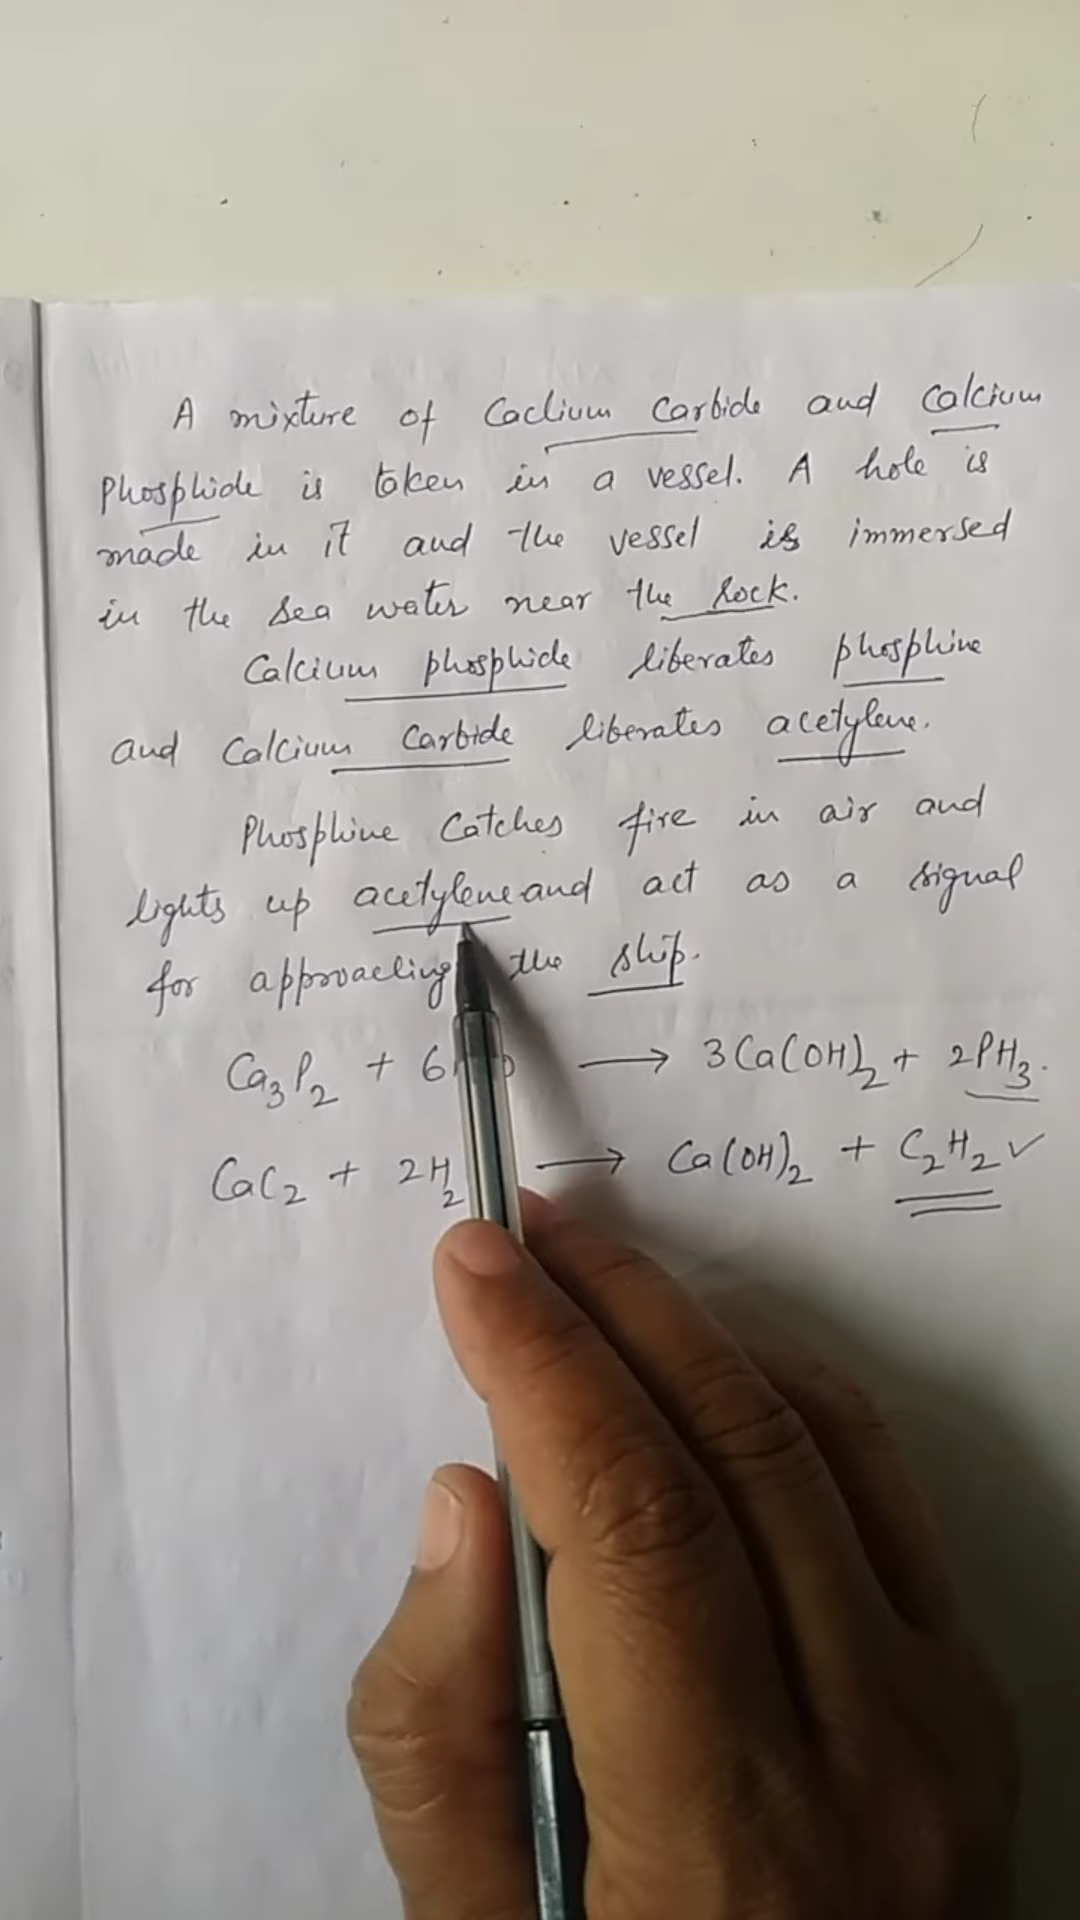 A mixture of Caclium Carbide and Calcium
Phosphide is taken in a vessel. A hole is
made in it and the vessel is immersed
in the sea water near the Rock.
Calcium phosphide liberates phosphine
and Calcium Carbide liberates acetylene.
Phosphine Catches fire in air and
lights up acetylene and act as a signal
for approacling the ship.
Ca3P2 + 6 → 3Ca(OH)2 + 2PH3.
CaC2 + 2H2 → Ca(OH)2 + C2H2 ✓